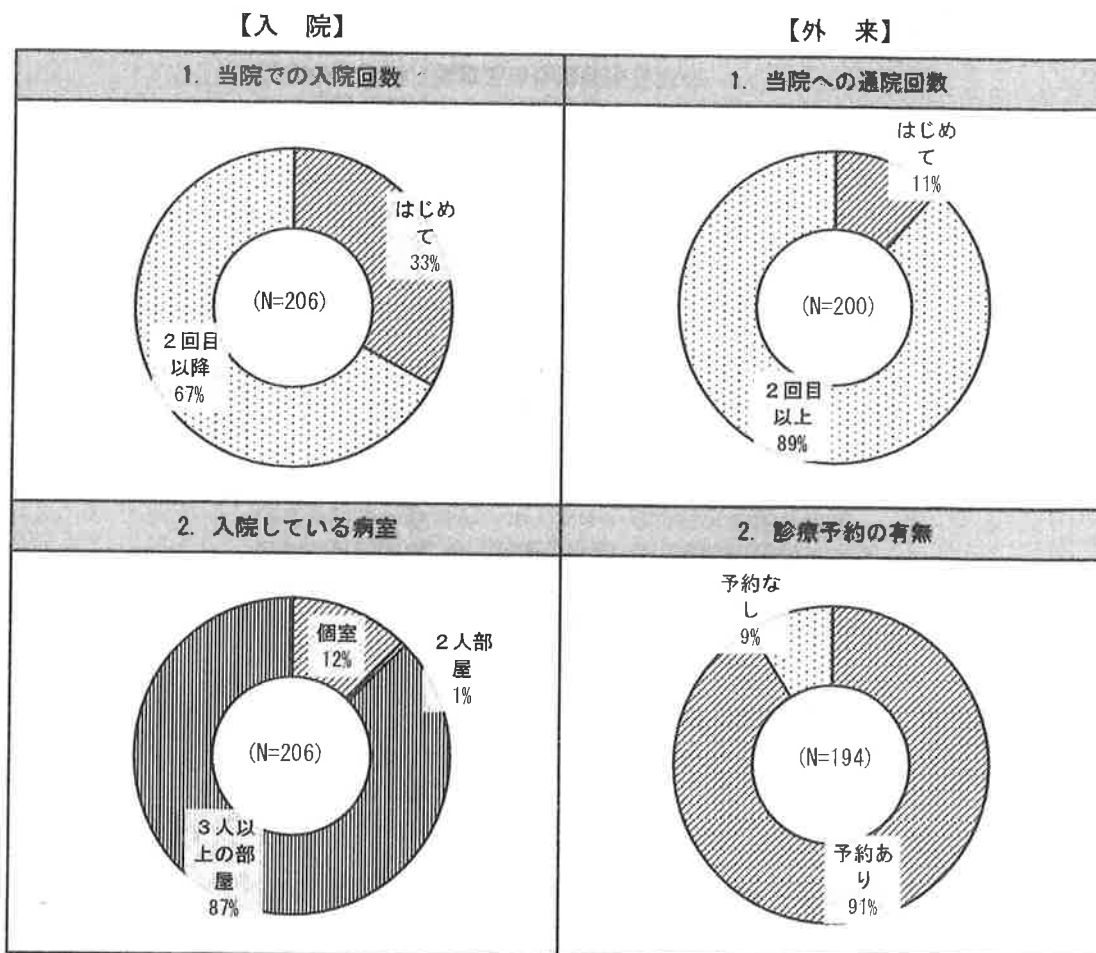 【入 院】
【外 来】
1. 当院での入院回数
はじめ
て
33%
(N=206)
2回目
以降
67%
1. 当院への通院回数
はじめ
て
11%
(N=200)
2回目
以上
89%
2. 入院している病室
個室
12%
2人部
屋
1%
(N=206)
3人以
上の部
屋
87%
2. 診療予約の有無
予約な
し
9%
(N=194)
予約あ
り
91%